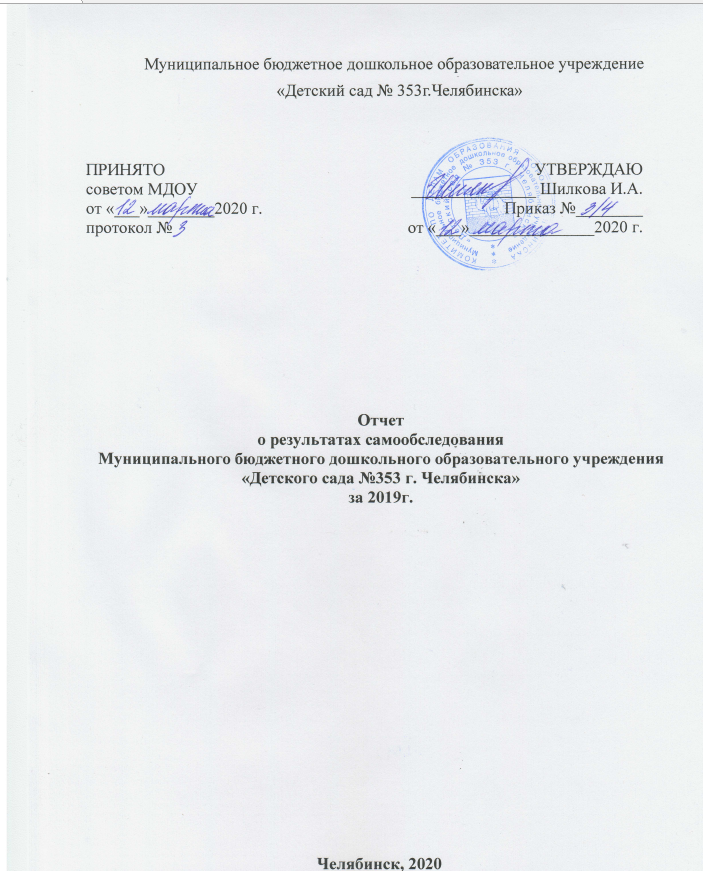 Муниципальное бюджетное дошкольное образовательное учреждение
«Детский сад № 353г.Челябинска»
ПРИНЯТО
советом МДОУ
от «12 » марта 2020 г.
протокол № 3
УТВЕРЖДАЮ
Шилкова И.А.
Приказ № 3/4
от «12» марта 2020 г.
Отчет
о результатах самообследования
Муниципального бюджетного дошкольного образовательного учреждения
«Детского сада №353 г. Челябинска»
за 2019г.
Челябинск, 2020